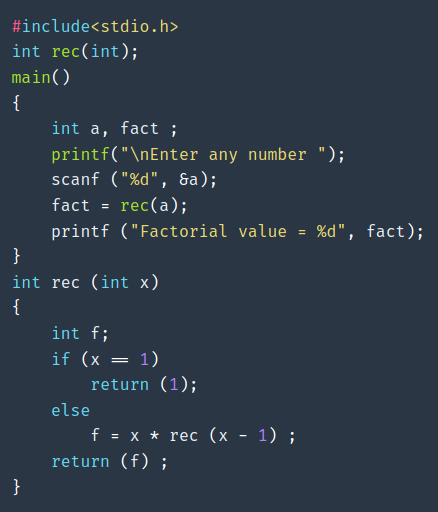 #include<stdio.h>
int rec(int);
main()
{
    int a, fact ;
    printf("\nEnter any number ");
    scanf ("%d", &a);
    fact = rec(a);
    printf ("Factorial value = %d", fact);
}
int rec (int x)
{
    int f;
    if (x == 1)
        return (1);
    else
        f = x * rec (x - 1) ;
    return (f) ;
}